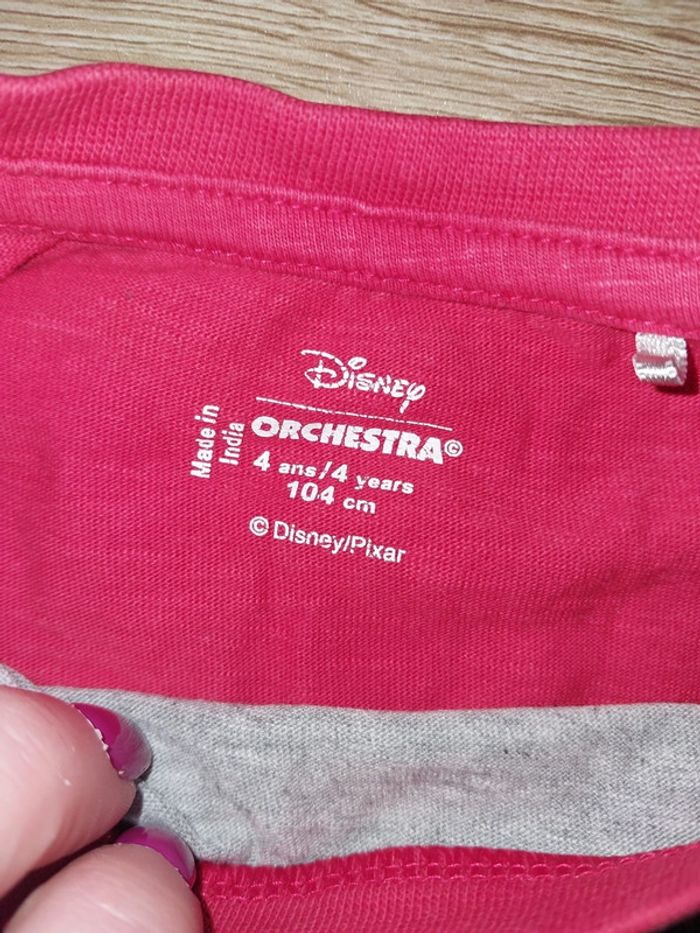 Disney
ORCHESTRA©
Made in
India
4 ans/4 years
104 cm
© Disney/Pixar